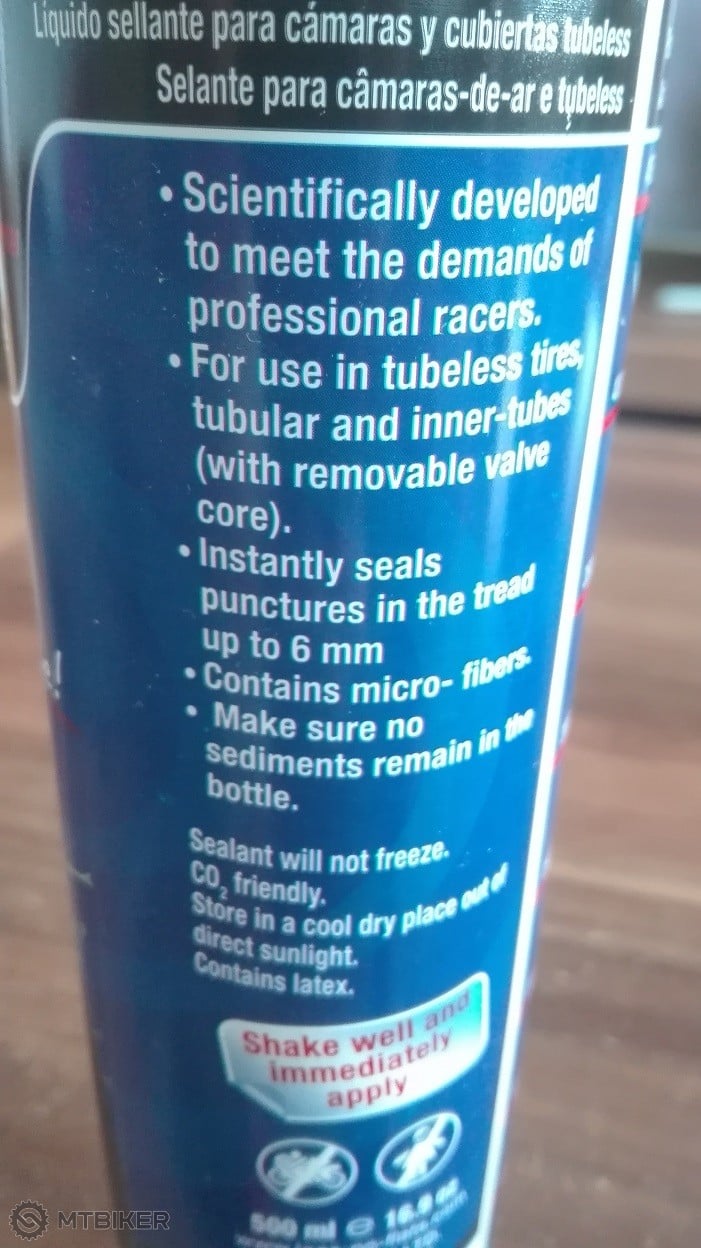 Líquido sellante para cámaras y cubiertas tubeless
Selante para câmaras-de-ar e tubeless
• Scientifically developed
to meet the demands of
professional racers.
• For use in tubeless tires,
tubular and inner-tubes
(with removable valve
core).
• Instantly seals
punctures in the tread
up to 6 mm
• Contains micro- fibers.
• Make sure no
sediments remain in the
bottle.
Sealant will not freeze.
CO₂ friendly.
Store in a cool dry place out of
direct sunlight.
Contains latex.
Shake well and
immediately
apply
500 ml e 16.9 oz
MTBIKER